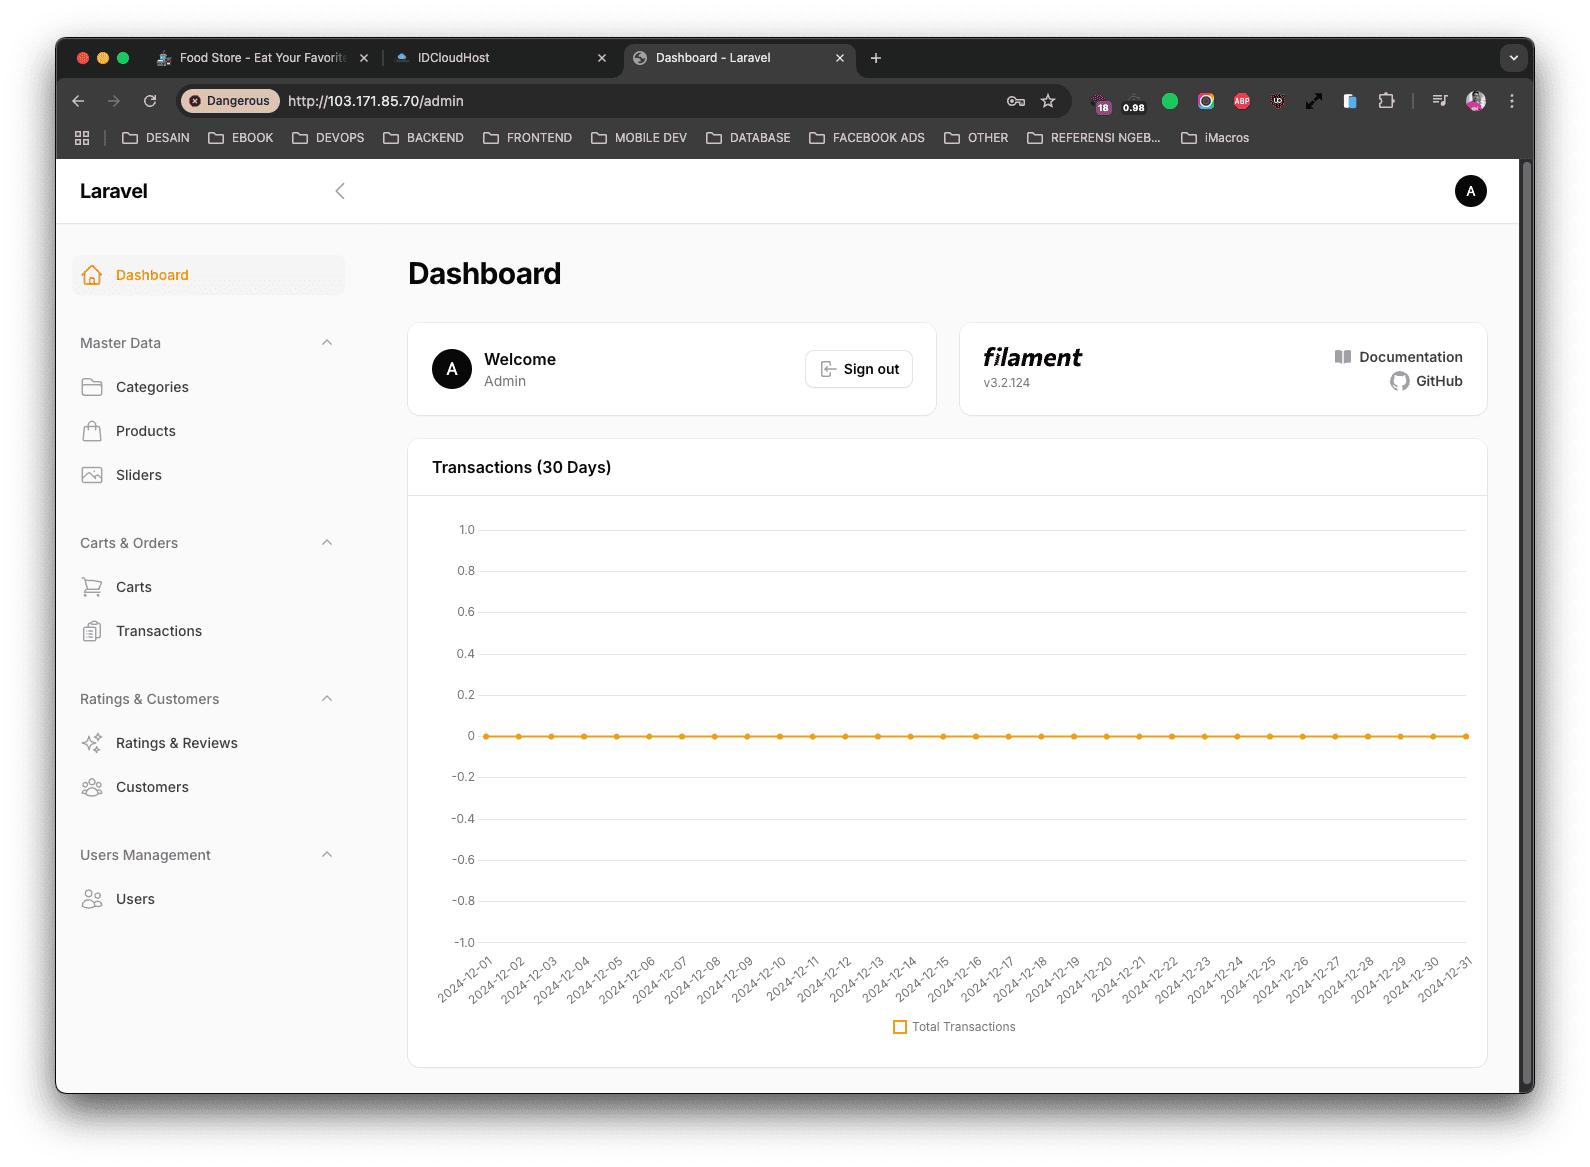 Food Store - Eat Your Favorite
IDCloudHost
Dashboard - Laravel
Dangerous http://103.171.85.70/admin
18 0.98 ABP
DESAIN EBOOK DEVOPS BACKEND FRONTEND MOBILE DEV DATABASE FACEBOOK ADS OTHER REFERENSI NGEB... iMacros
Laravel
A
Dashboard
Master Data
Categories
Products
Sliders
Carts & Orders
Carts
Transactions
Ratings & Customers
Ratings & Reviews
Customers
Users Management
Users
Dashboard
A
Welcome
Admin
Sign out
filament
v3.2.124
Documentation
GitHub
Transactions (30 Days)
1.0
0.8
0.6
0.4
0.2
0
-0.2
-0.4
-0.6
-0.8
-1.0
2024-12-01
2024-12-02
2024-12-03
2024-12-04
2024-12-05
2024-12-06
2024-12-07
2024-12-08
2024-12-09
2024-12-10
2024-12-11
2024-12-12
2024-12-13
2024-12-14
2024-12-15
2024-12-16
2024-12-17
2024-12-18
2024-12-19
2024-12-20
2024-12-21
2024-12-22
2024-12-23
2024-12-24
2024-12-25
2024-12-26
2024-12-27
2024-12-28
2024-12-29
2024-12-30
2024-12-31
Total Transactions